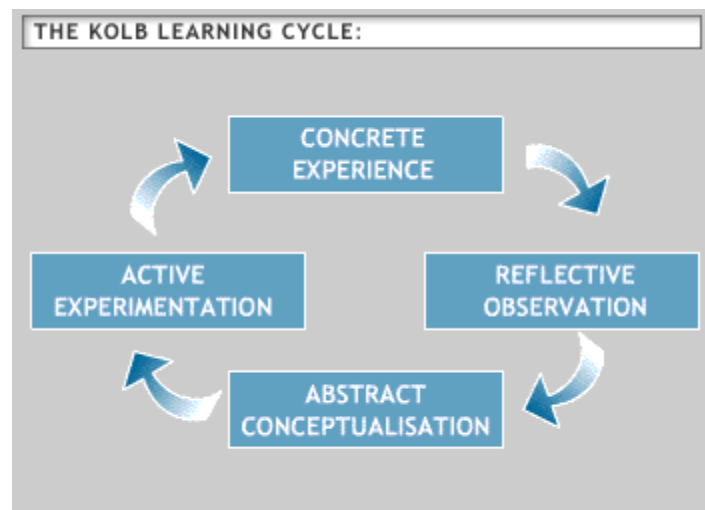 THE KOLB LEARNING CYCLE:
CONCRETE
EXPERIENCE
REFLECTIVE
OBSERVATION
ABSTRACT
CONCEPTUALISATION
ACTIVE
EXPERIMENTATION